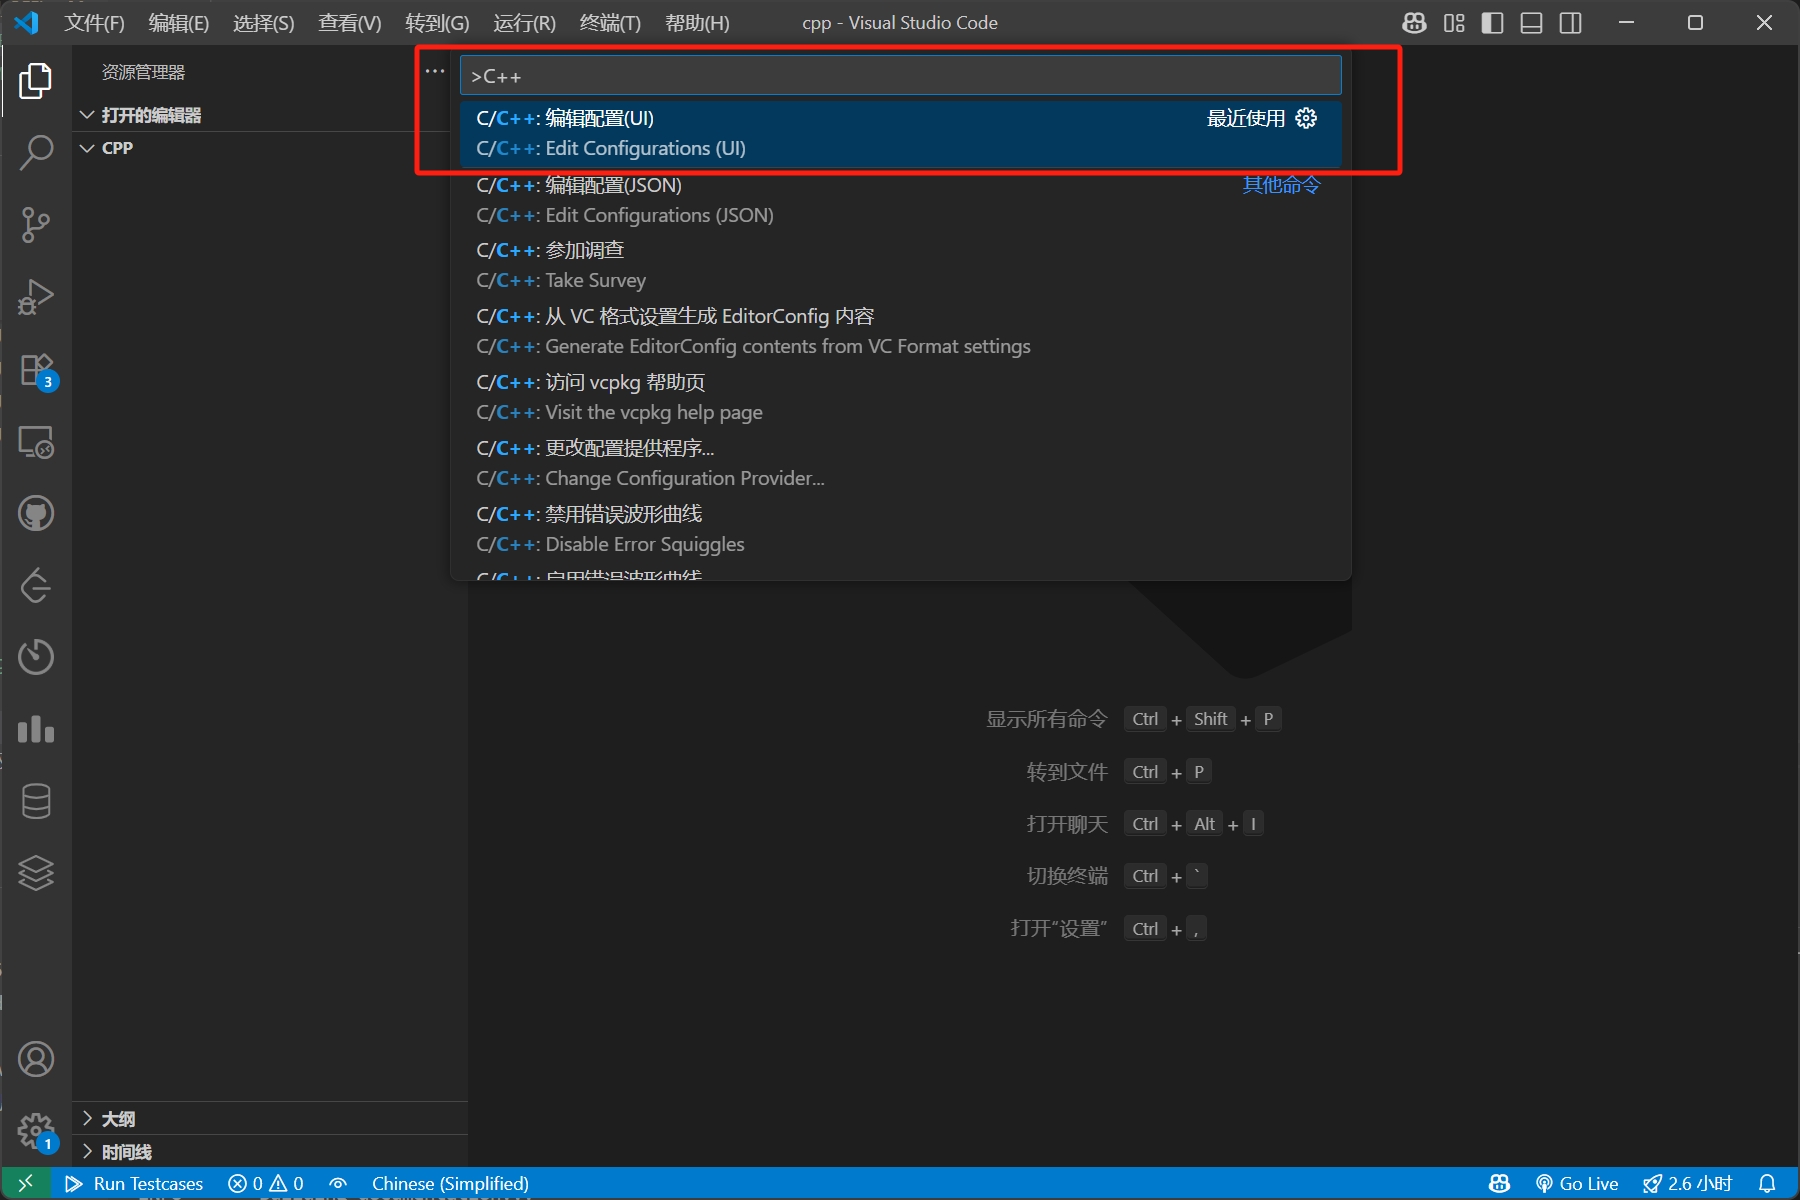 文件(F) 编辑(E) 选择(S) 查看(V) 转到(G) 运行(R) 终端(T) 帮助(H) cpp - Visual Studio Code
资源管理器 ···
打开的编辑器
CPP
>C++
C/C++: 编辑配置(UI) 最近使用
C/C++: Edit Configurations (UI)
C/C++: 编辑配置(JSON) 其他命令
C/C++: Edit Configurations (JSON)
C/C++: 参加调查
C/C++: Take Survey
C/C++: 从 VC 格式设置生成 EditorConfig 内容
C/C++: Generate EditorConfig contents from VC Format settings
C/C++: 访问 vcpkg 帮助页
C/C++: Visit the vcpkg help page
C/C++: 更改配置提供程序...
C/C++: Change Configuration Provider...
C/C++: 禁用错误波形曲线
C/C++: Disable Error Squiggles
C/C++: 启用错误波形曲线
3
显示所有命令 Ctrl + Shift + P
转到文件 Ctrl + P
打开聊天 Ctrl + Alt + I
切换终端 Ctrl + `
打开“设置” Ctrl + ,
大纲
1
时间线
Run Testcases 0 0 Chinese (Simplified) Go Live 2.6 小时